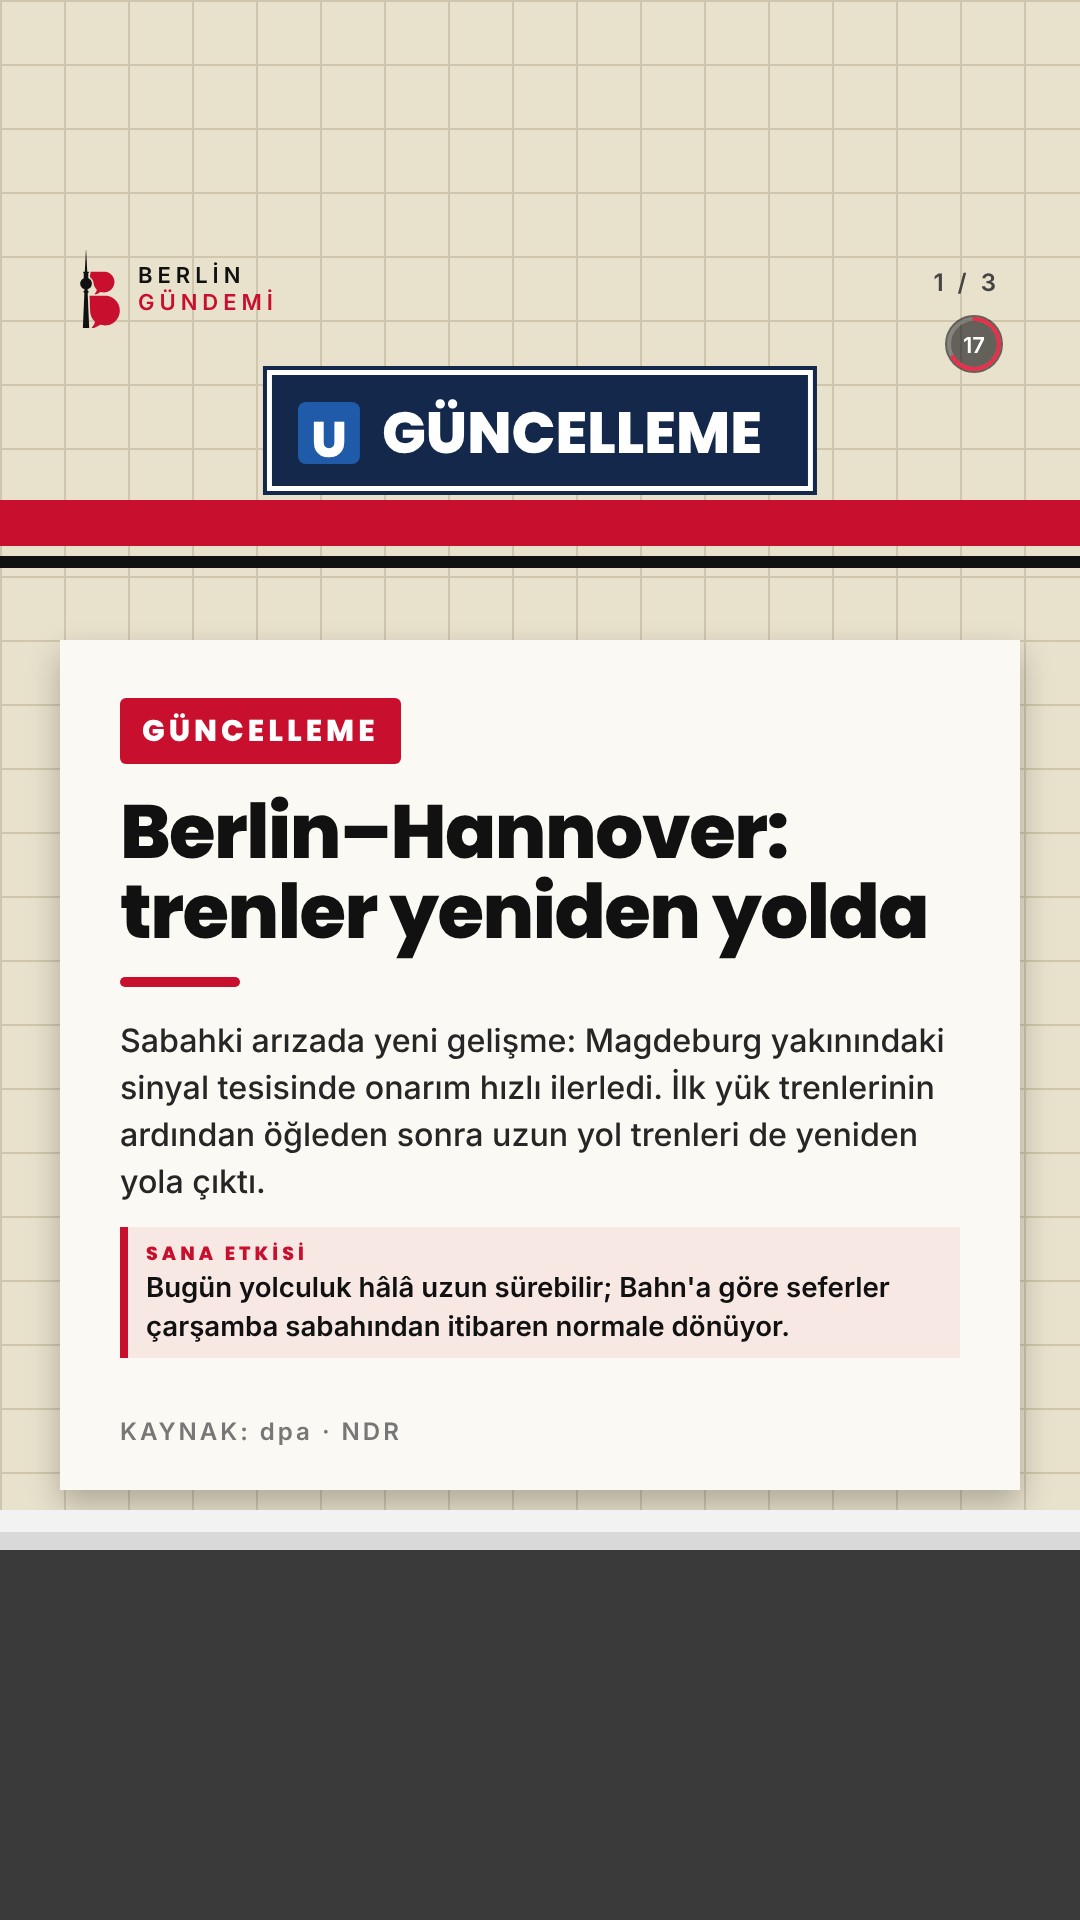 BERLİN
GÜNDEMİ
1 / 3
17
U GÜNCELLEME
GÜNCELLEME
Berlin–Hannover:
trenler yeniden yolda
Sabahki arızada yeni gelişme: Magdeburg yakınındaki
sinyal tesisinde onarım hızlı ilerledi. İlk yük trenlerinin
ardından öğleden sonra uzun yol trenleri de yeniden
yola çıktı.
SANA ETKİSİ
Bugün yolculuk hâlâ uzun sürebilir; Bahn'a göre seferler
çarşamba sabahından itibaren normale dönüyor.
KAYNAK: dpa · NDR